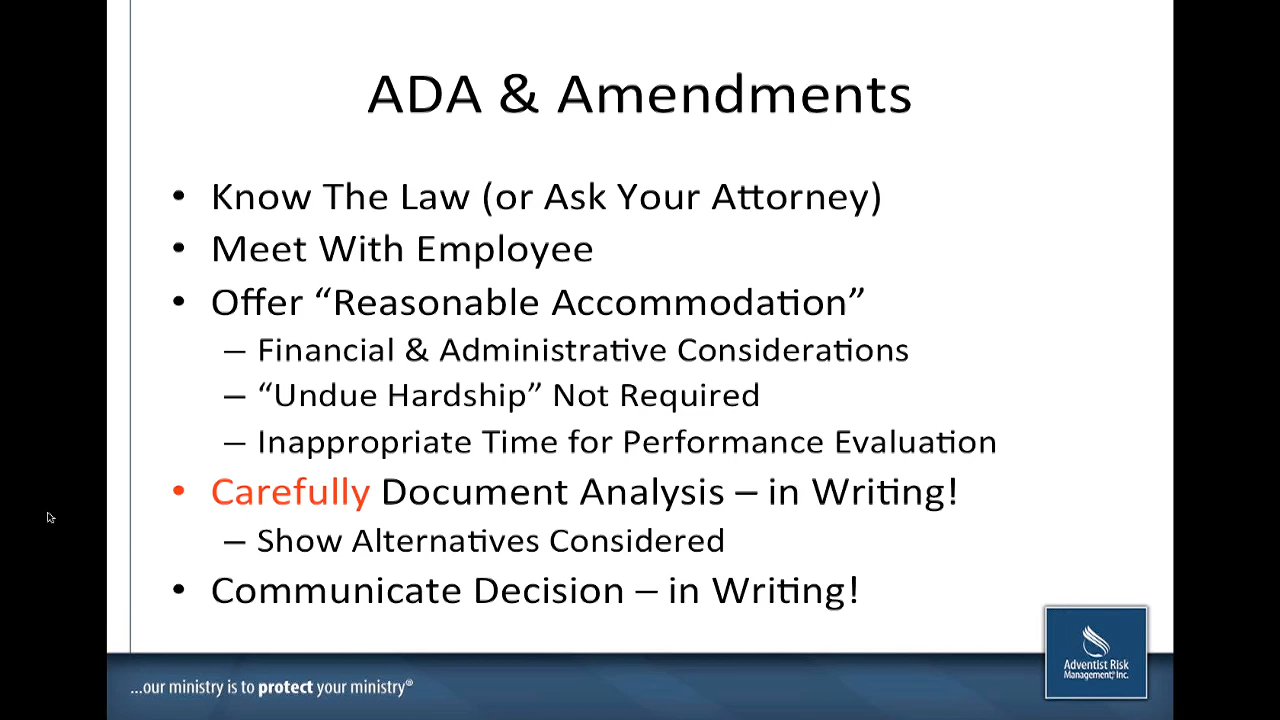 ADA & Amendments
• Know The Law (or Ask Your Attorney)
• Meet With Employee
• Offer “Reasonable Accommodation”
– Financial & Administrative Considerations
– “Undue Hardship” Not Required
– Inappropriate Time for Performance Evaluation
• Carefully Document Analysis – in Writing!
– Show Alternatives Considered
• Communicate Decision – in Writing!
...our ministry is to protect your ministry®
Adventist Risk
Management, Inc.